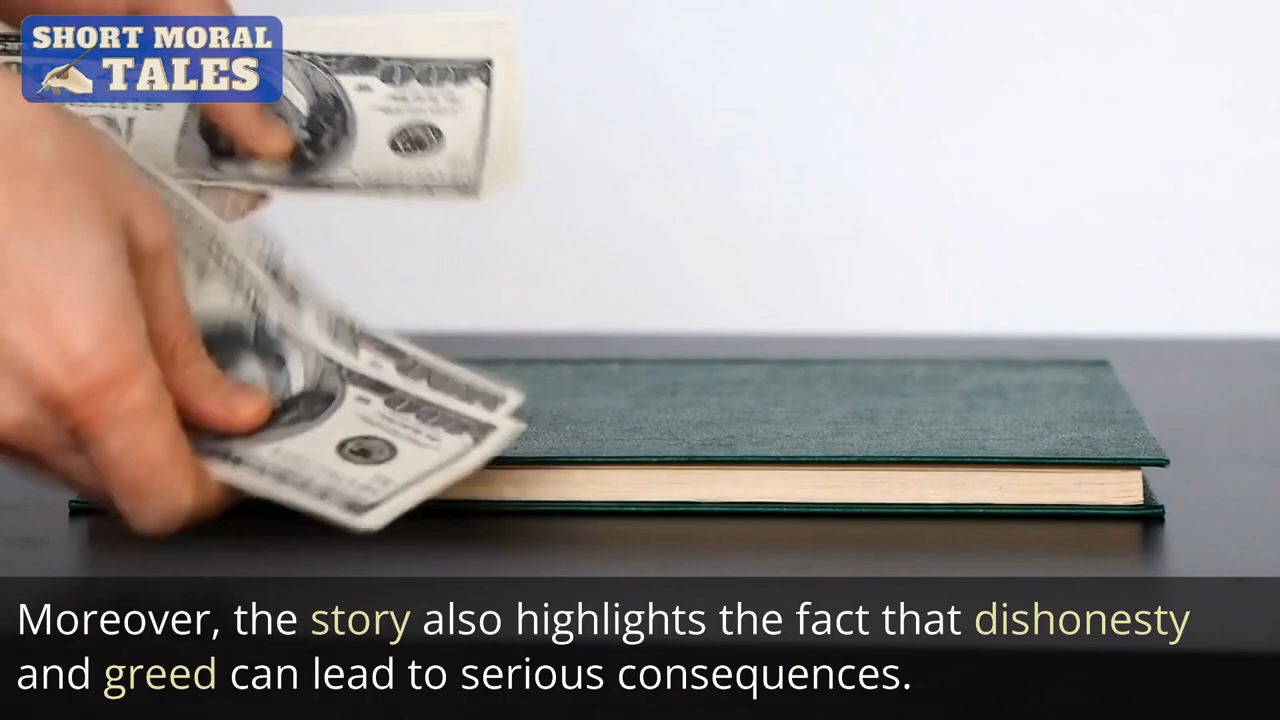 SHORT MORAL
TALES
Moreover, the story also highlights the fact that dishonesty
and greed can lead to serious consequences.